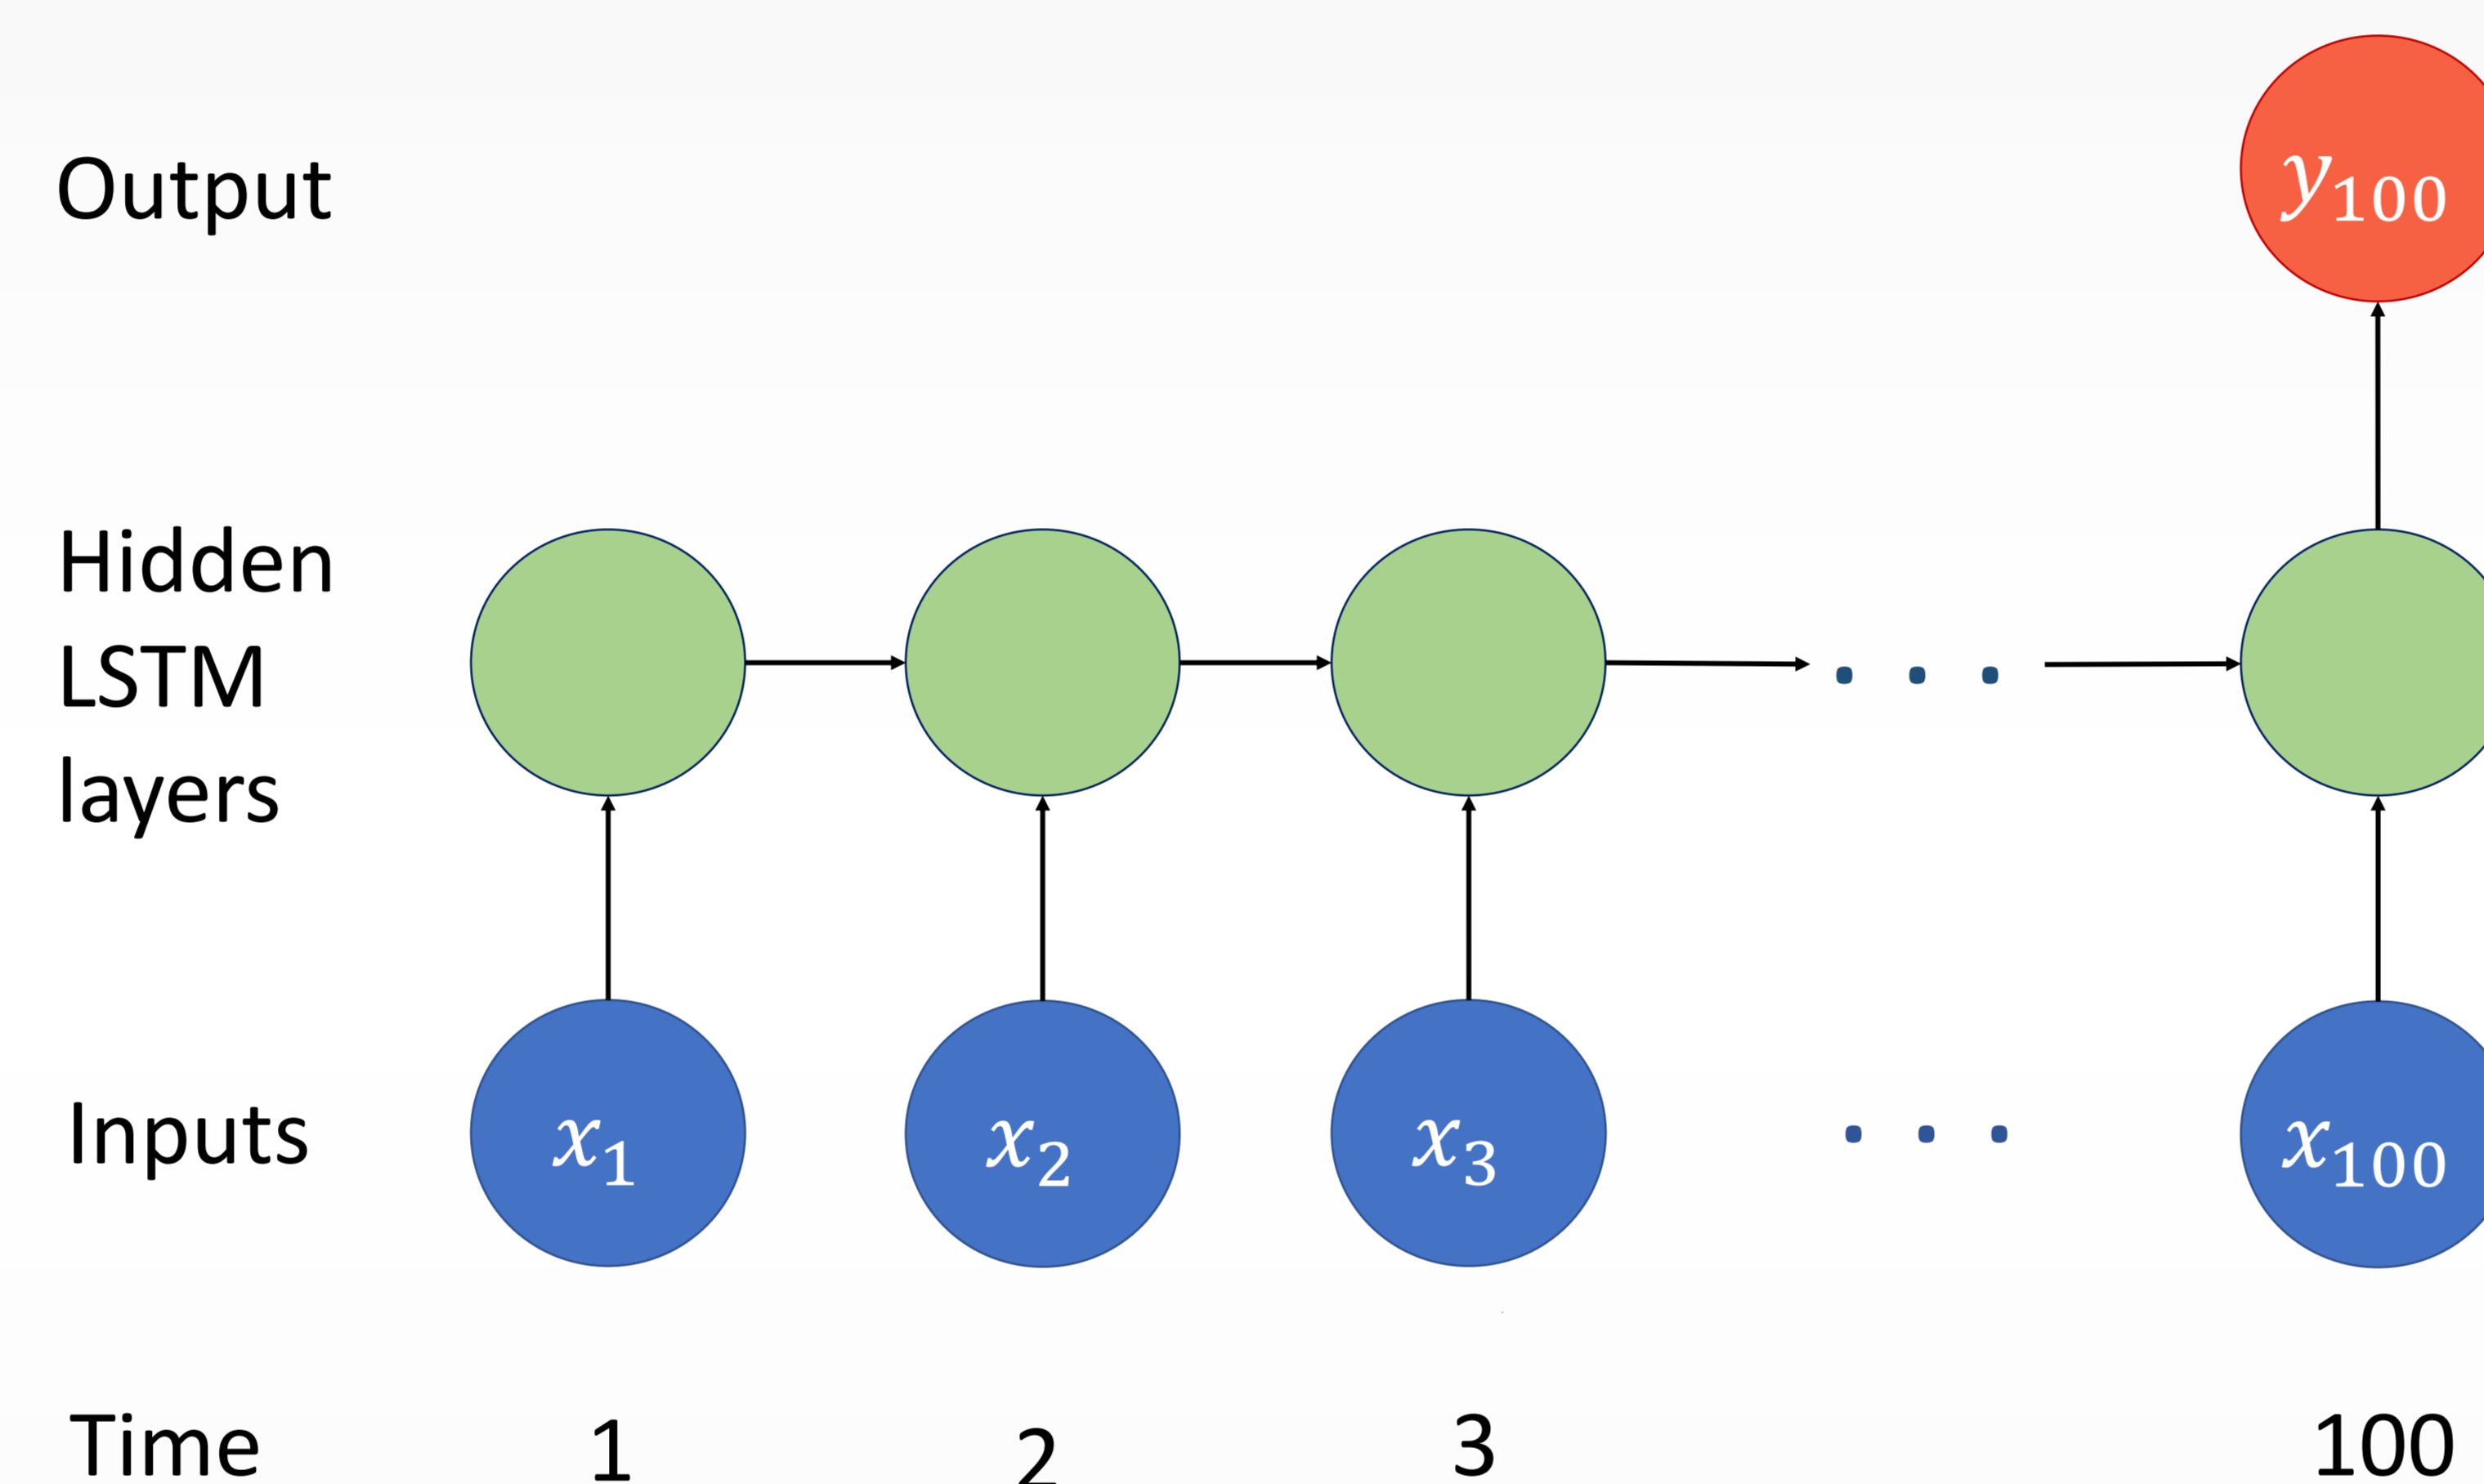 Output
y₁₀₀
Hidden
LSTM
layers
. . .
Inputs
x₁ x₂ x₃ . . . x₁₀₀
Time 1 2 3 100